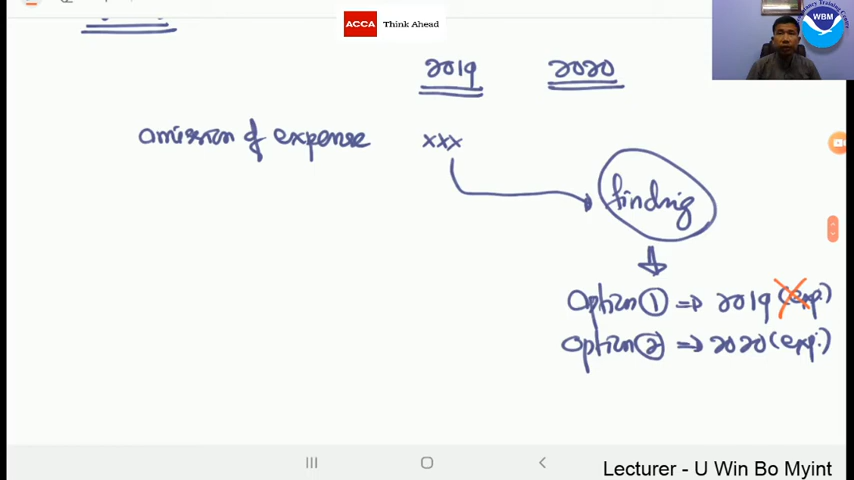 ACCA Think Ahead
WBM
2019 2020
omission of expense xxx
finding
Option ① ⇒ 2019 (exp:)
Option ② ⇒ 2020 (exp:)
Lecturer - U Win Bo Myint